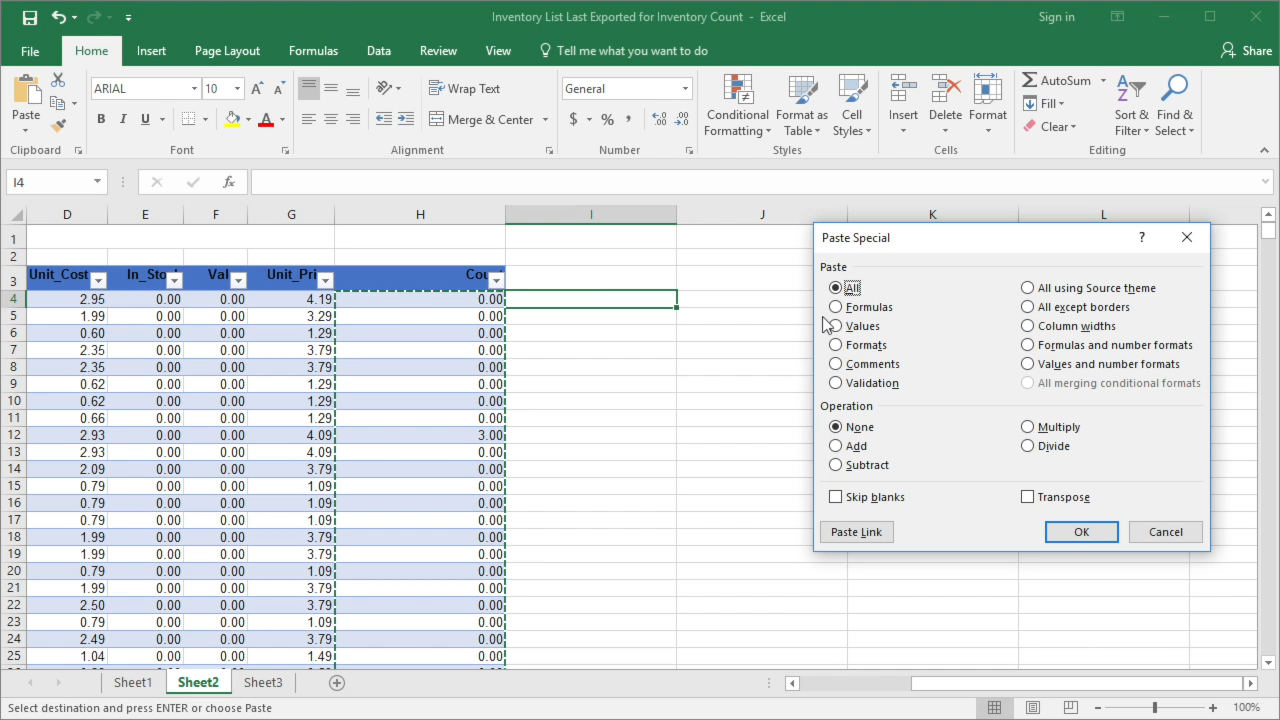 Inventory List Last Exported for Inventory Count - Excel
Sign in
File Home Insert Page Layout Formulas Data Review View Tell me what you want to do Share
Paste
ARIAL 10 Wrap Text General Conditional Formatting Format as Table Cell Styles Insert Delete Format AutoSum Fill Clear Sort & Filter Find & Select
B I U Merge & Center $ %
Clipboard Font Alignment Number Styles Cells Editing
I4 fx
D E F G H I J K L
1
2
3 Unit_Cost In_Sto Val Unit_Pri Cou
4 2.95 0.00 0.00 4.19 0.00
5 1.99 0.00 0.00 3.29 0.00
6 0.60 0.00 0.00 1.29 0.00
7 2.35 0.00 0.00 3.79 0.00
8 2.35 0.00 0.00 3.79 0.00
9 0.62 0.00 0.00 1.29 0.00
10 0.62 0.00 0.00 1.29 0.00
11 0.66 0.00 0.00 1.29 0.00
12 2.93 0.00 0.00 4.09 3.00
13 2.93 0.00 0.00 4.09 0.00
14 2.09 0.00 0.00 3.79 0.00
15 0.79 0.00 0.00 1.09 0.00
16 0.79 0.00 0.00 1.09 0.00
17 0.79 0.00 0.00 1.09 0.00
18 1.99 0.00 0.00 3.79 0.00
19 1.99 0.00 0.00 3.79 0.00
20 0.79 0.00 0.00 1.09 0.00
21 1.99 0.00 0.00 3.79 0.00
22 2.50 0.00 0.00 3.79 0.00
23 0.79 0.00 0.00 1.09 0.00
24 2.49 0.00 0.00 3.79 0.00
25 1.04 0.00 0.00 1.49 0.00
Paste Special ?
Paste
All All using Source theme
Formulas All except borders
Values Column widths
Formats Formulas and number formats
Comments Values and number formats
Validation All merging conditional formats
Operation
None Multiply
Add Divide
Subtract
Skip blanks Transpose
Paste Link OK Cancel
Sheet1 Sheet2 Sheet3
Select destination and press ENTER or choose Paste 100%